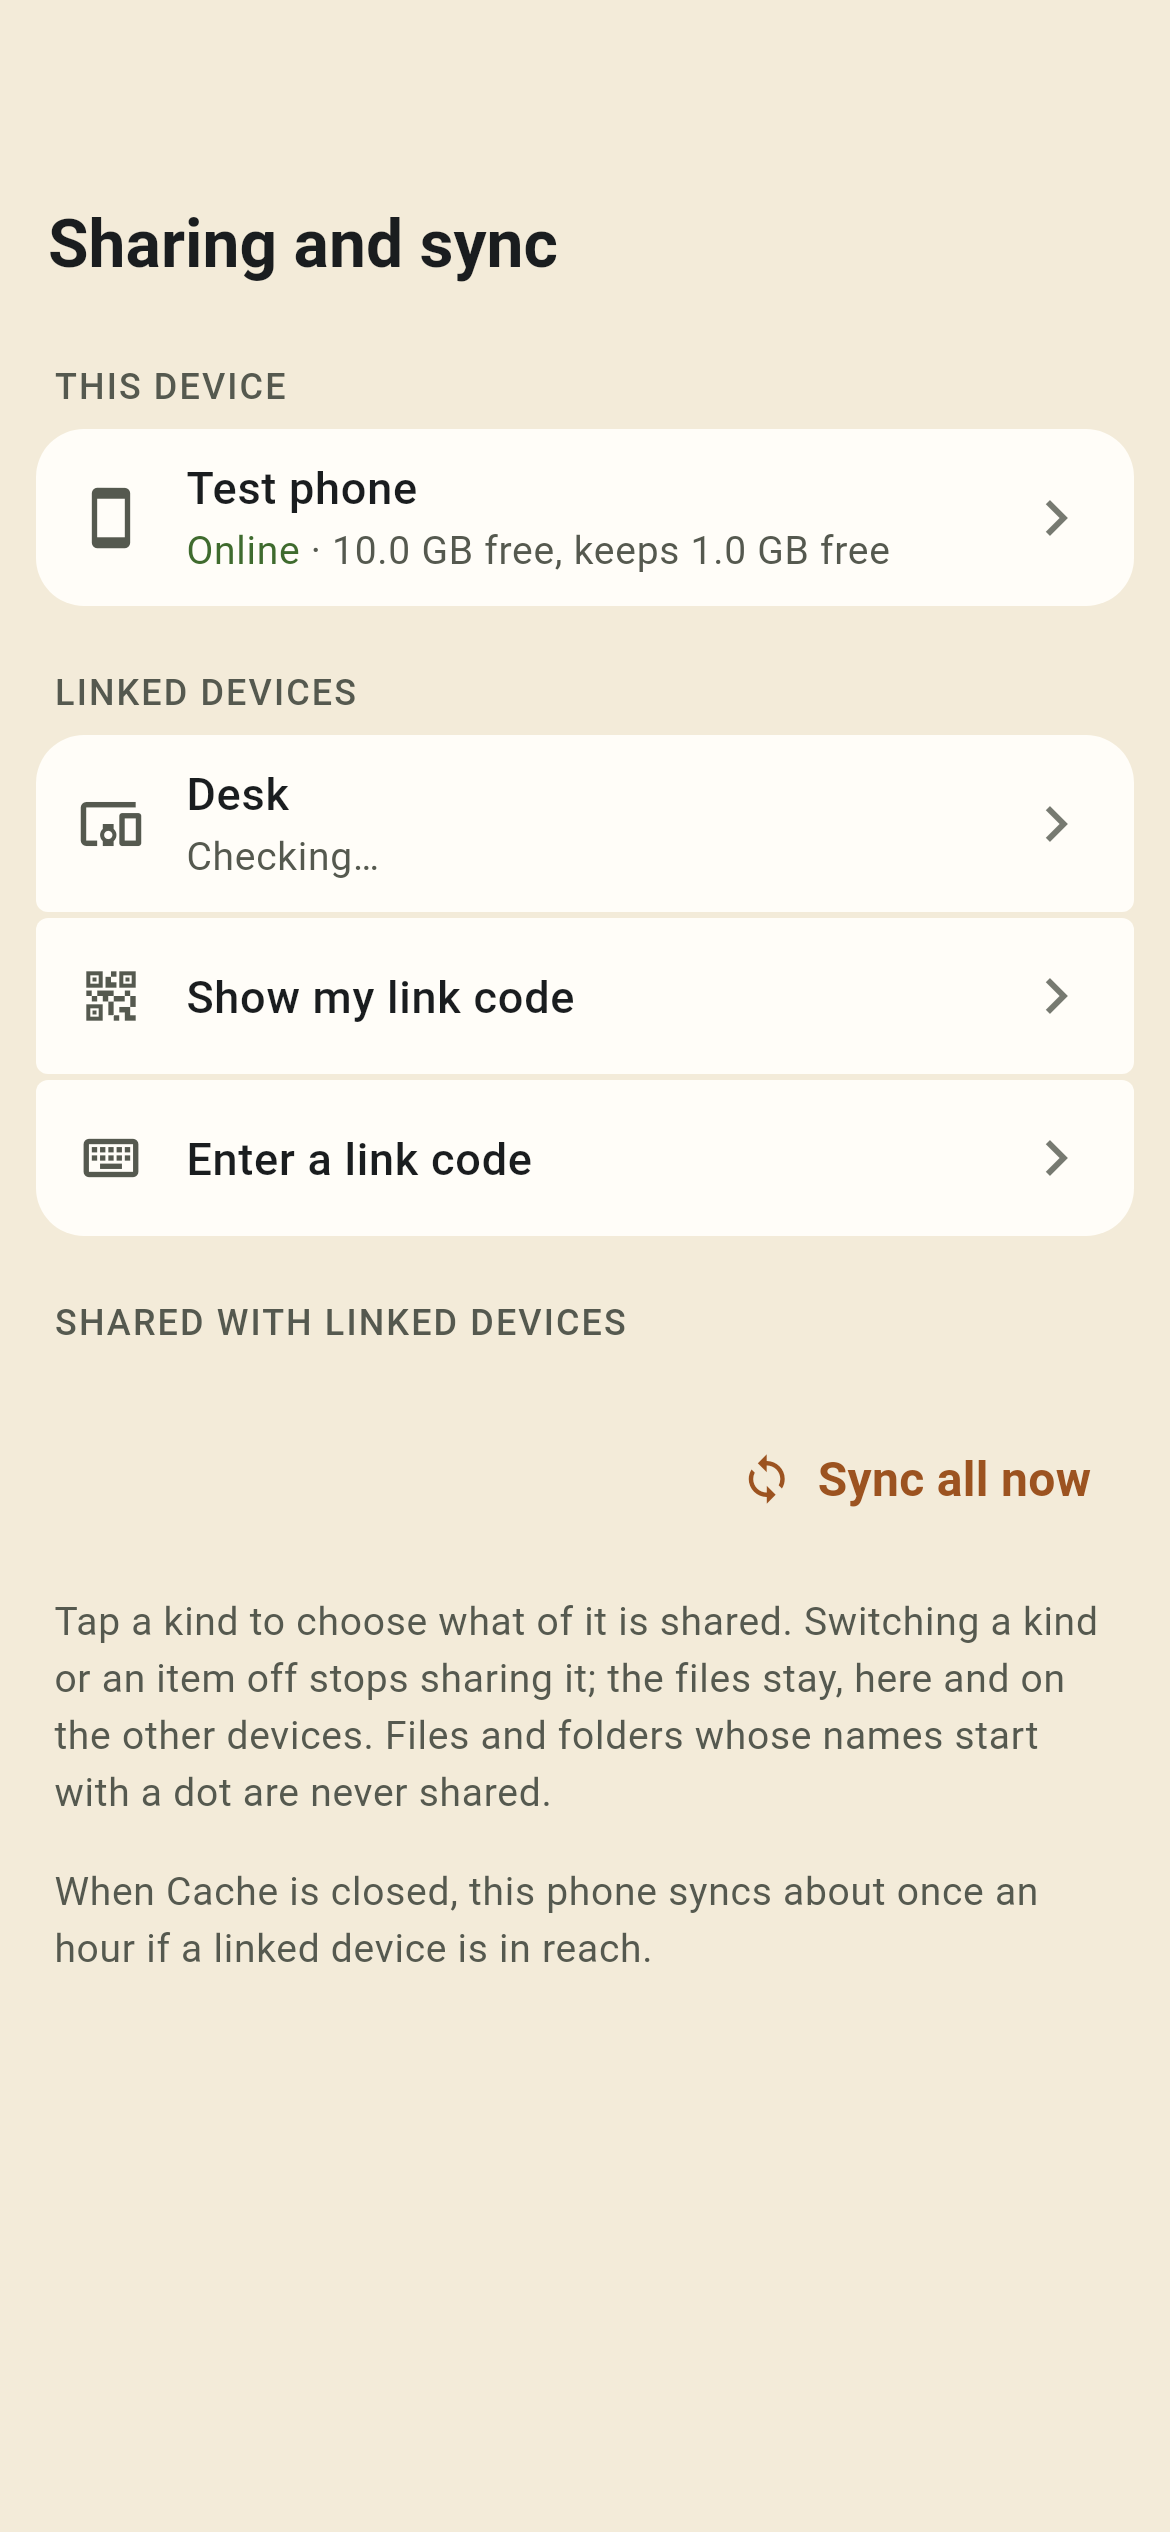 Sharing and sync
THIS DEVICE
Test phone
Online · 10.0 GB free, keeps 1.0 GB free
LINKED DEVICES
Desk
Checking…
Show my link code
Enter a link code
SHARED WITH LINKED DEVICES
Sync all now
Tap a kind to choose what of it is shared. Switching a kind
or an item off stops sharing it; the files stay, here and on
the other devices. Files and folders whose names start
with a dot are never shared.
When Cache is closed, this phone syncs about once an
hour if a linked device is in reach.